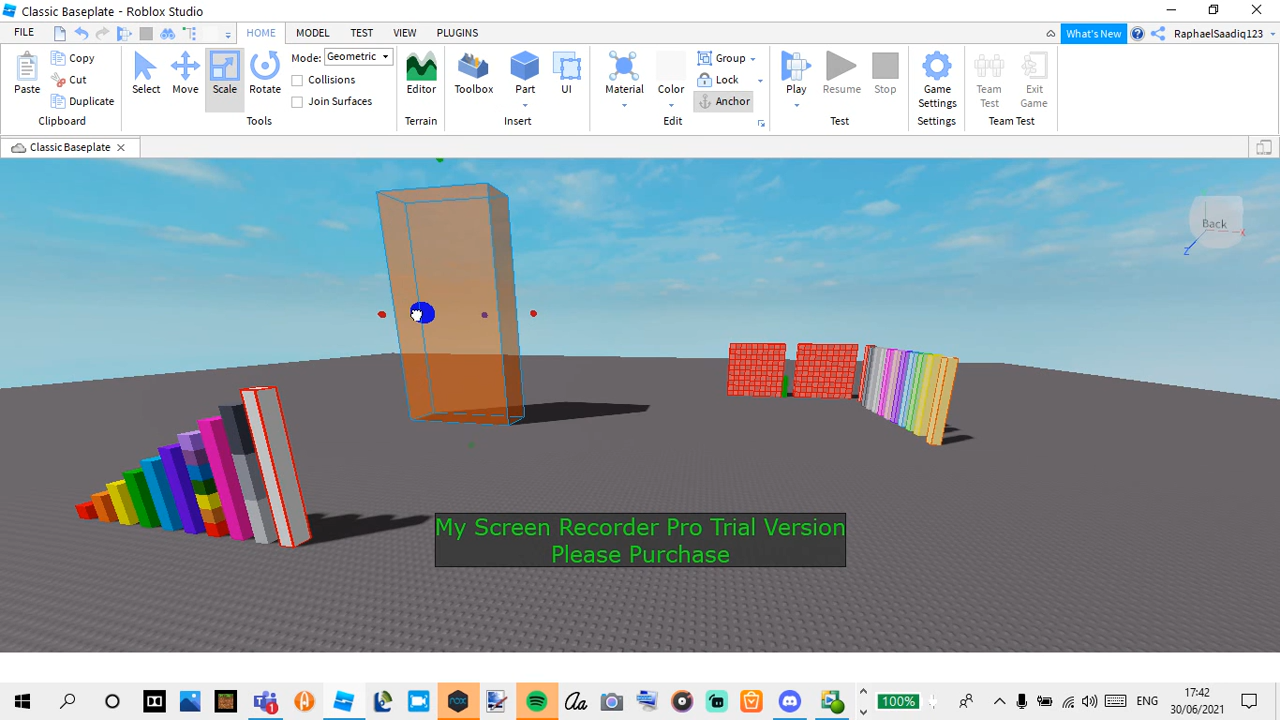 Classic Baseplate - Roblox Studio
FILE
HOME
MODEL
TEST
VIEW
PLUGINS
What's New
RaphaelSaadiq123
Paste
Copy
Cut
Duplicate
Clipboard
Select
Move
Scale
Rotate
Mode: Geometric
Collisions
Join Surfaces
Tools
Editor
Terrain
Toolbox
Part
UI
Insert
Material
Color
Group
Lock
Anchor
Edit
Play
Resume
Stop
Test
Game
Settings
Settings
Team
Test
Exit
Game
Team Test
Classic Baseplate
Back
Z
X
My Screen Recorder Pro Trial Version
Please Purchase
1
Aa
100%
ENG
17:42
30/06/2021